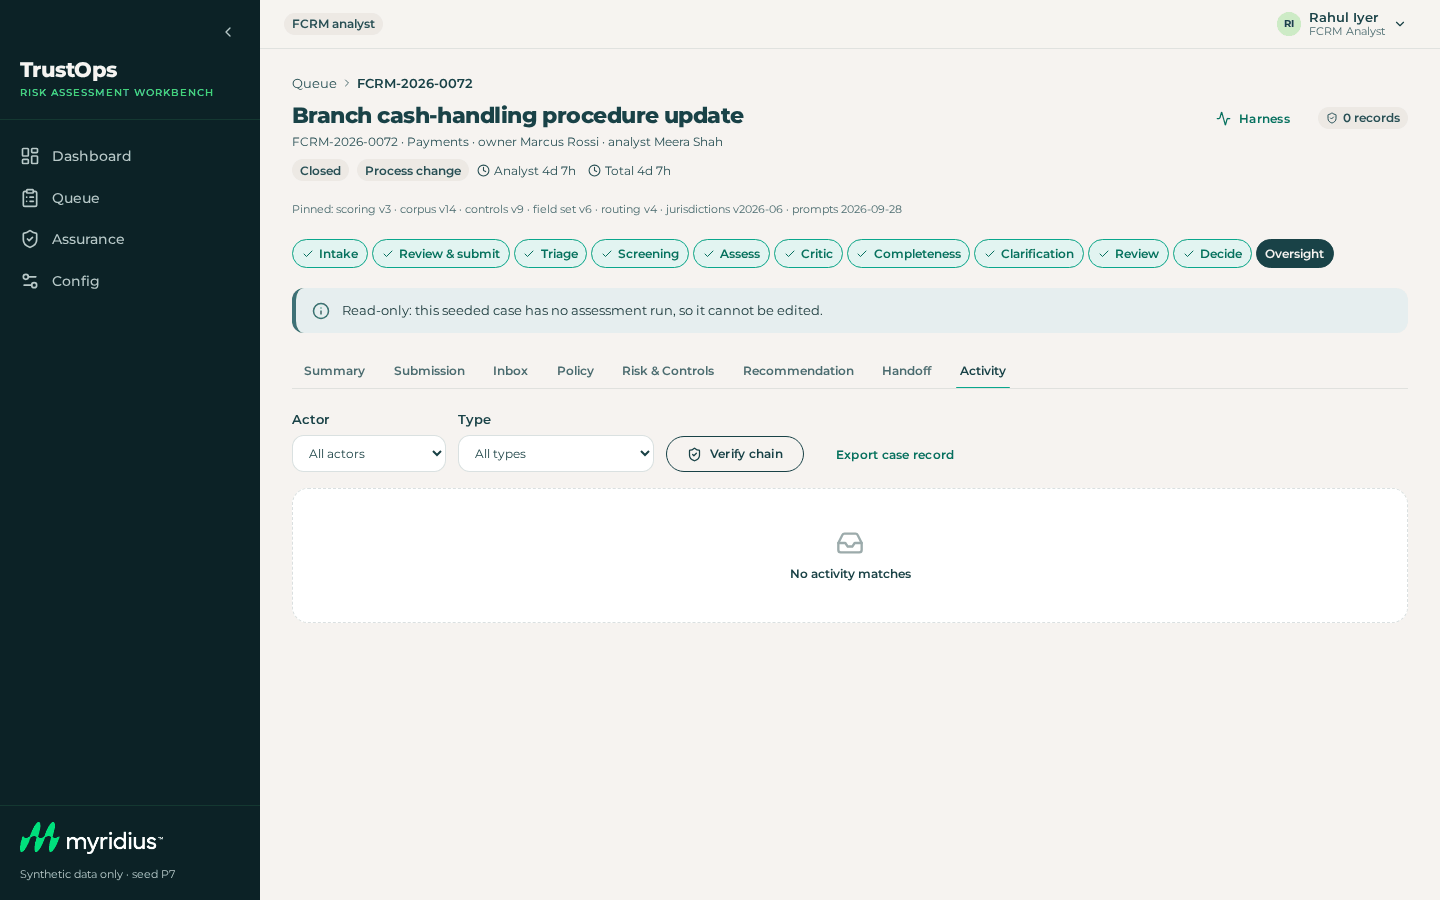 FCRM analyst
RI
Rahul Iyer
FCRM Analyst
TrustOps
RISK ASSESSMENT WORKBENCH
Dashboard
Queue
Assurance
Config
Queue > FCRM-2026-0072
Branch cash-handling procedure update
Harness
0 records
FCRM-2026-0072 · Payments · owner Marcus Rossi · analyst Meera Shah
Closed Process change Analyst 4d 7h Total 4d 7h
Pinned: scoring v3 · corpus v14 · controls v9 · field set v6 · routing v4 · jurisdictions v2026-06 · prompts 2026-09-28
Intake Review & submit Triage Screening Assess Critic Completeness Clarification Review Decide Oversight
Read-only: this seeded case has no assessment run, so it cannot be edited.
Summary Submission Inbox Policy Risk & Controls Recommendation Handoff Activity
Actor Type
All actors All types Verify chain Export case record
No activity matches
myridius™
Synthetic data only · seed P7